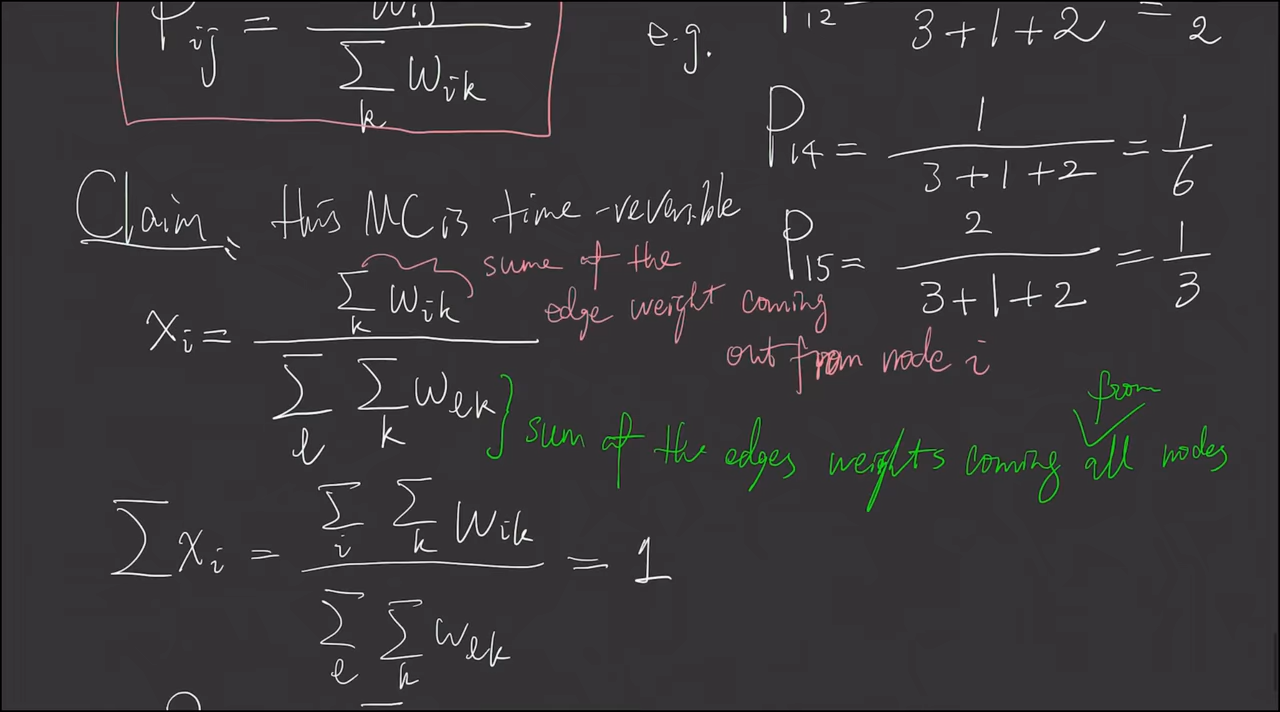 P_ij = w_ij / Σ_k w_ik
e.g.
P_12 = / 3+1+2 = / 2
P_14 = 1 / 3+1+2 = 1/6
Claim. this MC is time-reversible
P_15 = 2 / 3+1+2 = 1/3
x_i = Σ_k w_ik / Σ_l Σ_k w_lk
sume of the
edge weight coming
out from node i
from
sum of the edges weights coming all nodes
Σ x_i = Σ_i Σ_k w_ik / Σ_l Σ_k w_lk = 1